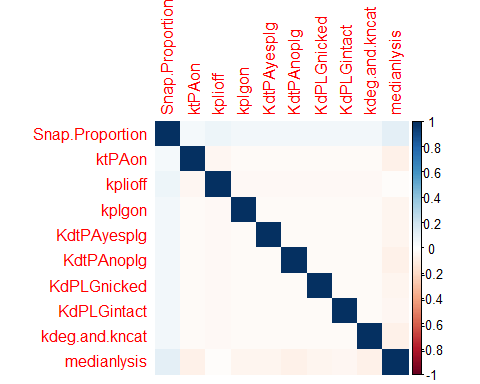 Snap.Proportion
ktPAon
kplioff
kplgon
KdtPAyesplg
KdtPAnoplg
KdPLGnicked
KdPLGintact
kdeg.and.kncat
medianlysis
Snap.Proportion
ktPAon
kplioff
kplgon
KdtPAyesplg
KdtPAnoplg
KdPLGnicked
KdPLGintact
kdeg.and.kncat
medianlysis
1
0.8
0.6
0.4
0.2
0
-0.2
-0.4
-0.6
-0.8
-1